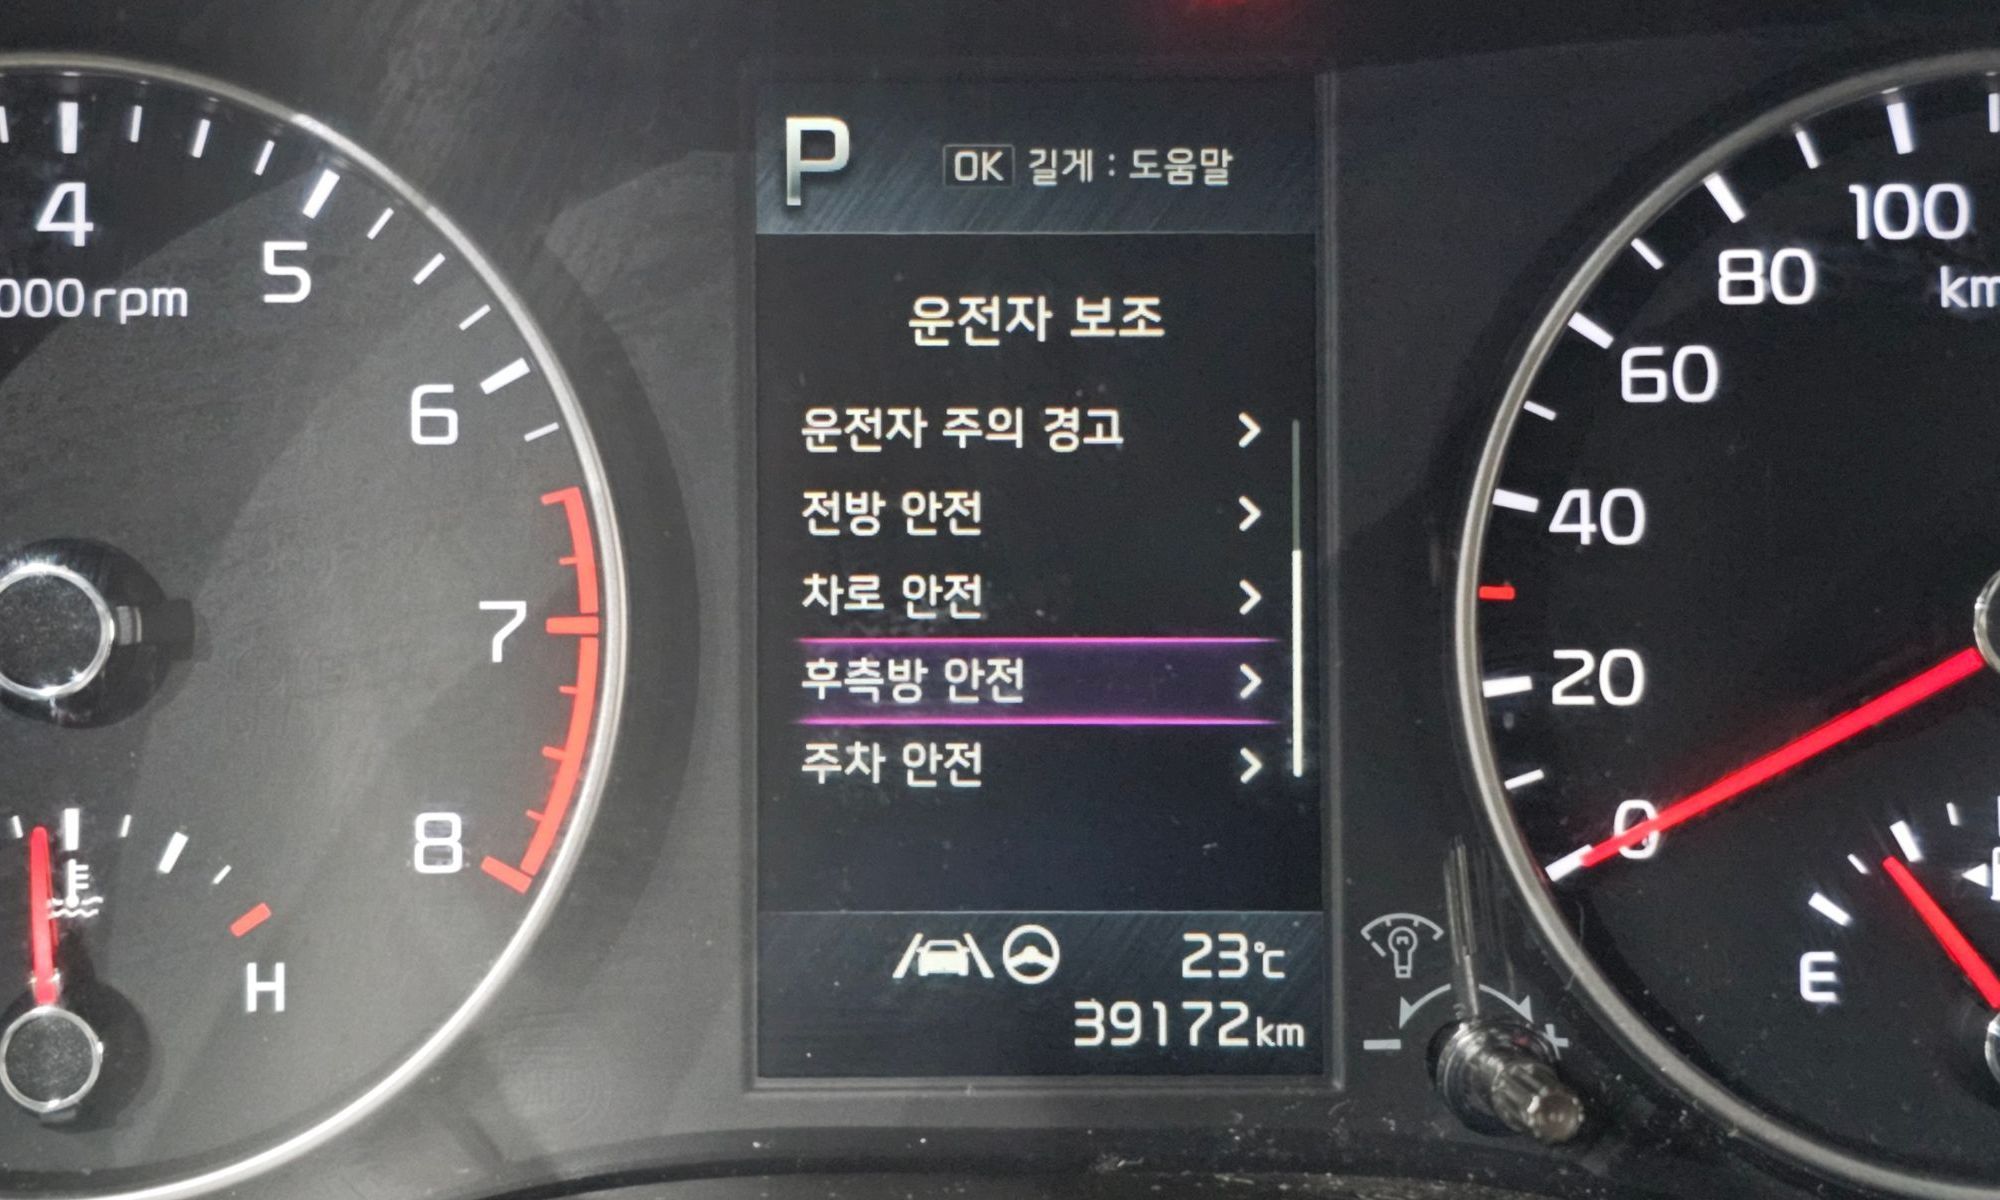 4
5
6
7
8
000rpm
H
P
OK 길게 : 도움말
운전자 보조
운전자 주의 경고
전방 안전
차로 안전
후측방 안전
주차 안전
23℃
39172km
- +
100
80
60
40
20
0
km
E